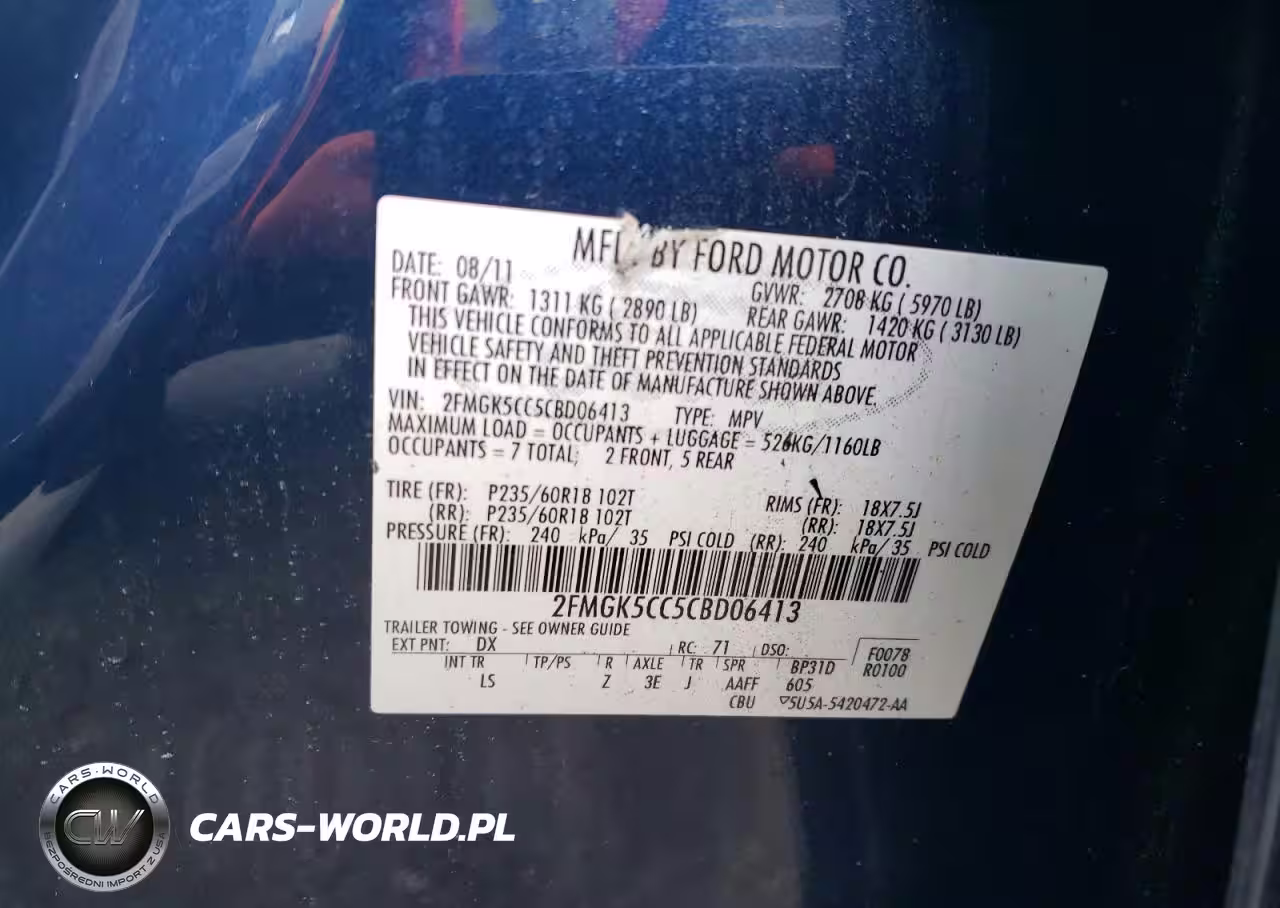 MFD BY FORD MOTOR CO.
DATE: 08/11 GVWR: 2708 KG ( 5970 LB)
FRONT GAWR: 1311 KG ( 2890 LB) REAR GAWR: 1420 KG ( 3130 LB)
THIS VEHICLE CONFORMS TO ALL APPLICABLE FEDERAL MOTOR
VEHICLE SAFETY AND THEFT PREVENTION STANDARDS
IN EFFECT ON THE DATE OF MANUFACTURE SHOWN ABOVE.
VIN: 2FMGK5CC5CBD06413 TYPE: MPV
MAXIMUM LOAD = OCCUPANTS + LUGGAGE = 526KG/1160LB
OCCUPANTS = 7 TOTAL; 2 FRONT, 5 REAR
TIRE (FR): P235/60R18 102T RIMS (FR): 18X7.5J
(RR): P235/60R18 102T (RR): 18X7.5J
PRESSURE (FR): 240 kPa/ 35 PSI COLD (RR): 240 kPa/ 35 PSI COLD
2FMGK5CC5CBD06413
TRAILER TOWING - SEE OWNER GUIDE
EXT PNT: DX RC: 71 DSO: F0078
INT TR TP/PS R AXLE TR SPR BP31D R0100
LS Z 3E J AAFF 605
CBU ▽5U5A-5420472-AA
CARS-WORLD
CW
BEZPOŚREDNI IMPORT Z USA
CARS-WORLD.PL